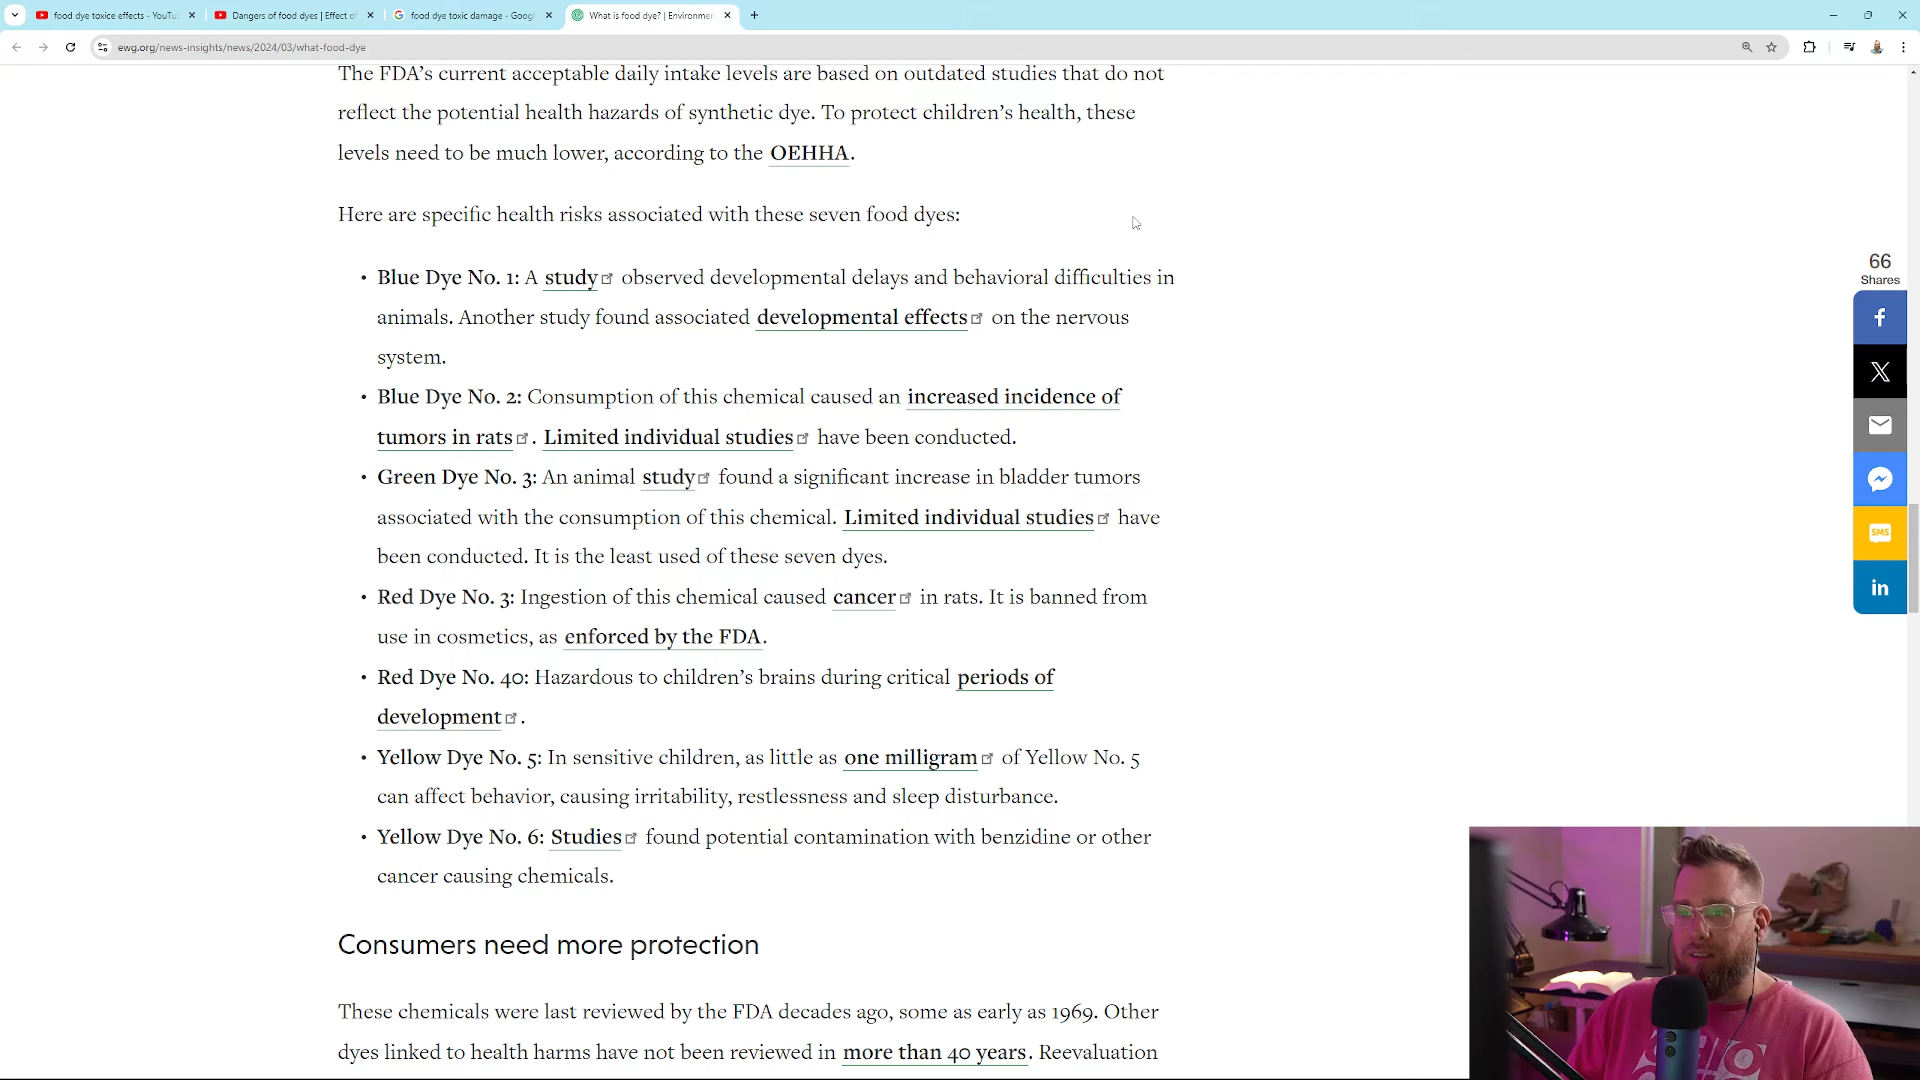 food dye toxice effects - YouTu
Dangers of food dyes | Effect of
food dye toxic damage - Googl
What is food dye? | Environmen
ewg.org/news-insights/news/2024/03/what-food-dye
The FDA’s current acceptable daily intake levels are based on outdated studies that do not
reflect the potential health hazards of synthetic dye. To protect children’s health, these
levels need to be much lower, according to the OEHHA.
Here are specific health risks associated with these seven food dyes:
• Blue Dye No. 1: A study observed developmental delays and behavioral difficulties in
animals. Another study found associated developmental effects on the nervous
system.
• Blue Dye No. 2: Consumption of this chemical caused an increased incidence of
tumors in rats. Limited individual studies have been conducted.
• Green Dye No. 3: An animal study found a significant increase in bladder tumors
associated with the consumption of this chemical. Limited individual studies have
been conducted. It is the least used of these seven dyes.
• Red Dye No. 3: Ingestion of this chemical caused cancer in rats. It is banned from
use in cosmetics, as enforced by the FDA.
• Red Dye No. 40: Hazardous to children’s brains during critical periods of
development.
• Yellow Dye No. 5: In sensitive children, as little as one milligram of Yellow No. 5
can affect behavior, causing irritability, restlessness and sleep disturbance.
• Yellow Dye No. 6: Studies found potential contamination with benzidine or other
cancer causing chemicals.
Consumers need more protection
These chemicals were last reviewed by the FDA decades ago, some as early as 1969. Other
dyes linked to health harms have not been reviewed in more than 40 years. Reevaluation
66
Shares
f
X
SMS
in